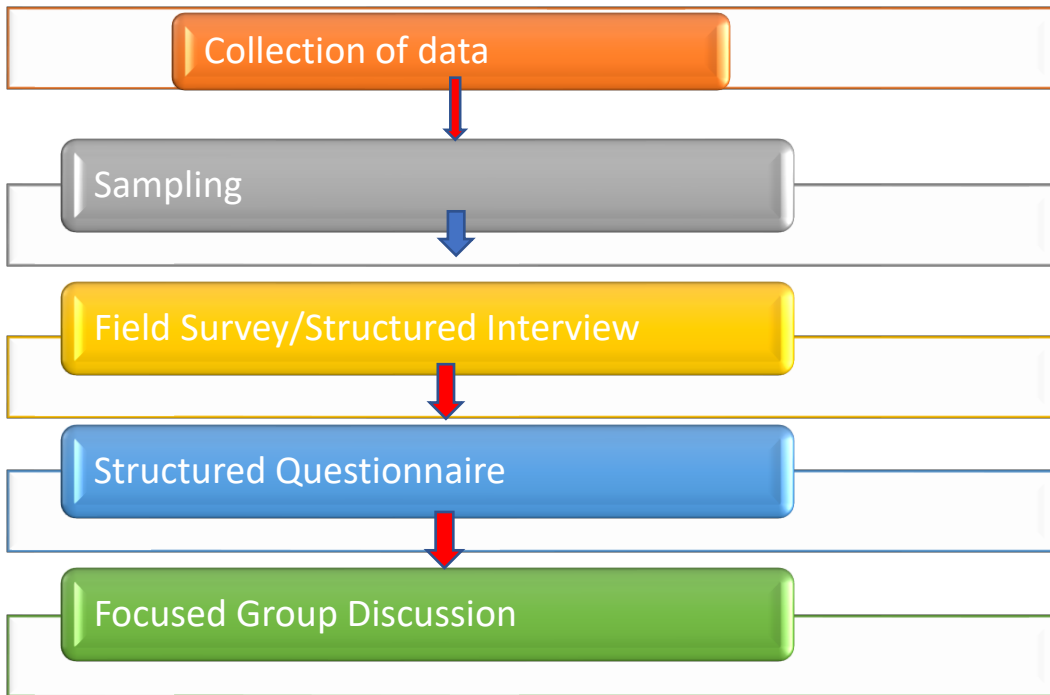 Collection of data
Sampling
Field Survey/Structured Interview
Structured Questionnaire
Focused Group Discussion